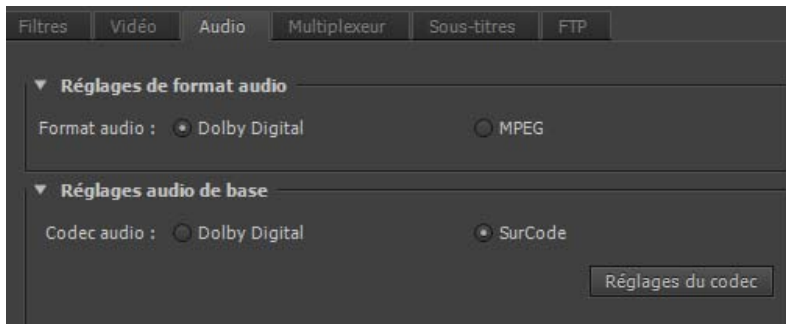 Filtres Vidéo Audio Multiplexeur Sous-titres FTP
Réglages de format audio
Format audio : Dolby Digital MPEG
Réglages audio de base
Codec audio : Dolby Digital SurCode
Réglages du codec